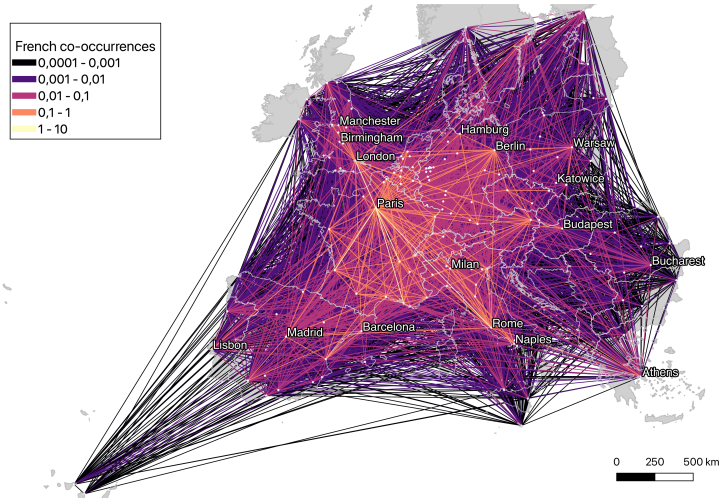 French co-occurrences
0,0001 - 0,001
0,001 - 0,01
0,01 - 0,1
0,1 - 1
1 - 10
Manchester
Hamburg
Birmingham
Berlin
Warsaw
London
Katowice
Paris
Budapest
Milan
Bucharest
Rome
Barcelona
Madrid
Naples
Lisbon
Athens
0 250 500 km